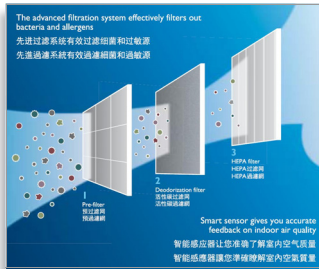 The advanced filtration system effectively filters out
bacteria and allergens
先进过滤系统有效过滤细菌和过敏源
先進過濾系統有效過濾細菌和過敏源
3
HEPA filter
HEPA过滤网
HEPA過濾網
2
Deodorization filter
活性碳过滤网
活性碳過濾網
1
Pre-filter
预过滤网
預過濾網
Smart sensor gives you accurate
feedback on indoor air quality
智能感应器让您准确了解室内空气质量
智能感應器讓您準確瞭解室內空氣質量